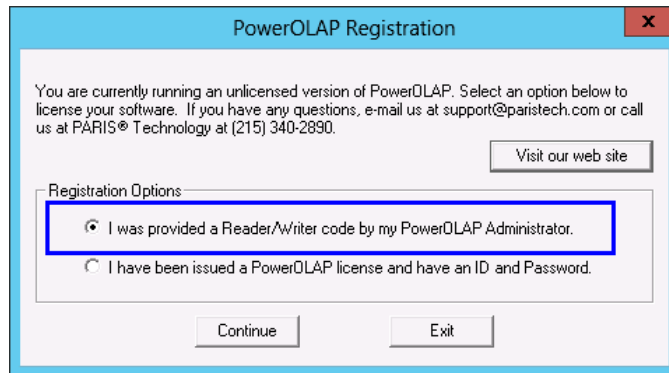 PowerOLAP Registration
x
You are currently running an unlicensed version of PowerOLAP. Select an option below to
license your software.  If you have any questions, e-mail us at support@paristech.com or call
us at PARIS® Technology at (215) 340-2890.
Visit our web site
Registration Options
I was provided a Reader/Writer code by my PowerOLAP Administrator.
I have been issued a PowerOLAP license and have an ID and Password.
Continue
Exit